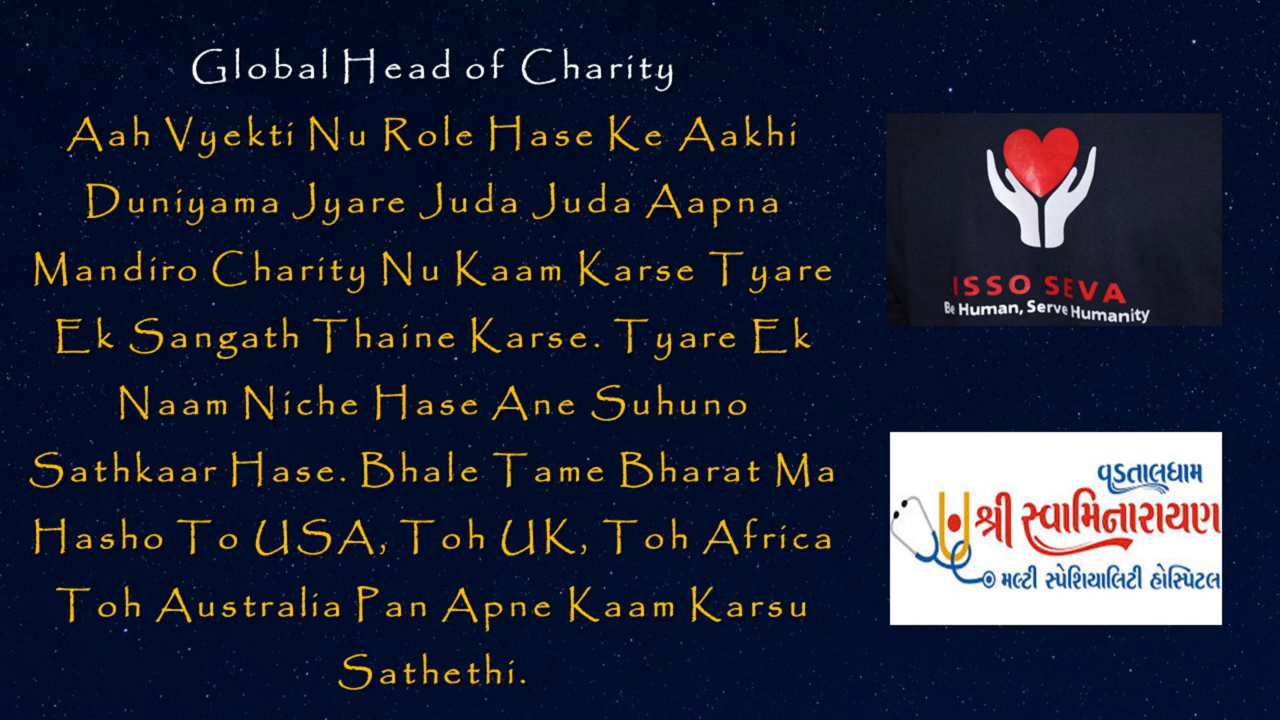 Global Head of Charity
Aah Vyekti Nu Role Hase Ke Aakhi
Duniyama Jyare Juda Juda Aapna
Mandiro Charity Nu Kaam Karse Tyare
Ek Sangath Thaine Karse. Tyare Ek
Naam Niche Hase Ane Suhuno
Sathkaar Hase. Bhale Tame Bharat Ma
Hasho To USA, Toh UK, Toh Africa
Toh Australia Pan Apne Kaam Karsu
Sathethi.
ISSO SEVA
Be Human, Serve Humanity
વડતાલધામ
શ્રી સ્વામિનારાયણ
મલ્ટી સ્પેશિયાલિટી હોસ્પિટલ